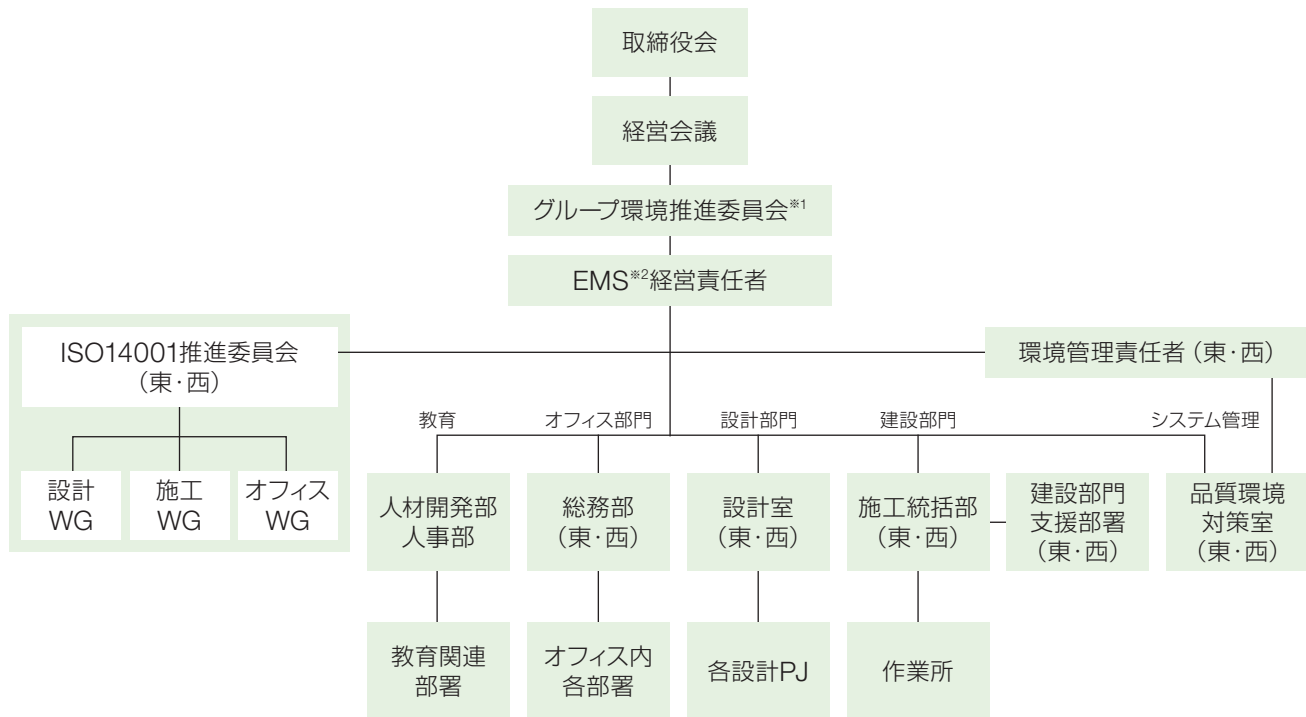 取締役会
経営会議
グループ環境推進委員会※1
EMS※2経営責任者
ISO14001推進委員会
（東・西）
環境管理責任者（東・西）
設計
WG
施工
WG
オフィス
WG
教育
オフィス部門
設計部門
建設部門
システム管理
人材開発部
人事部
総務部
（東・西）
設計室
（東・西）
施工統括部
（東・西）
建設部門
支援部署
（東・西）
品質環境
対策室
（東・西）
教育関連
部署
オフィス内
各部署
各設計PJ
作業所